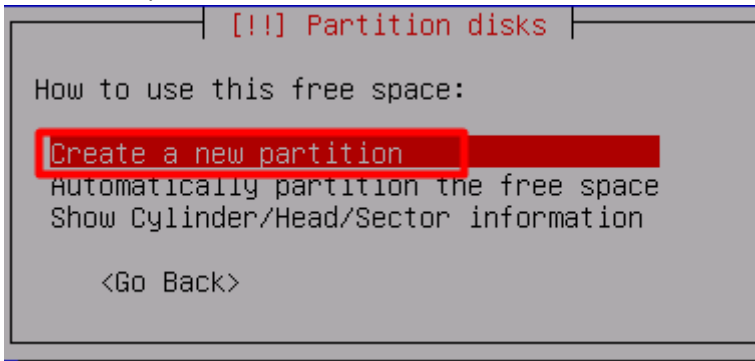 [!!] Partition disks
How to use this free space:
Create a new partition
Automatically partition the free space
Show Cylinder/Head/Sector information
<Go Back>